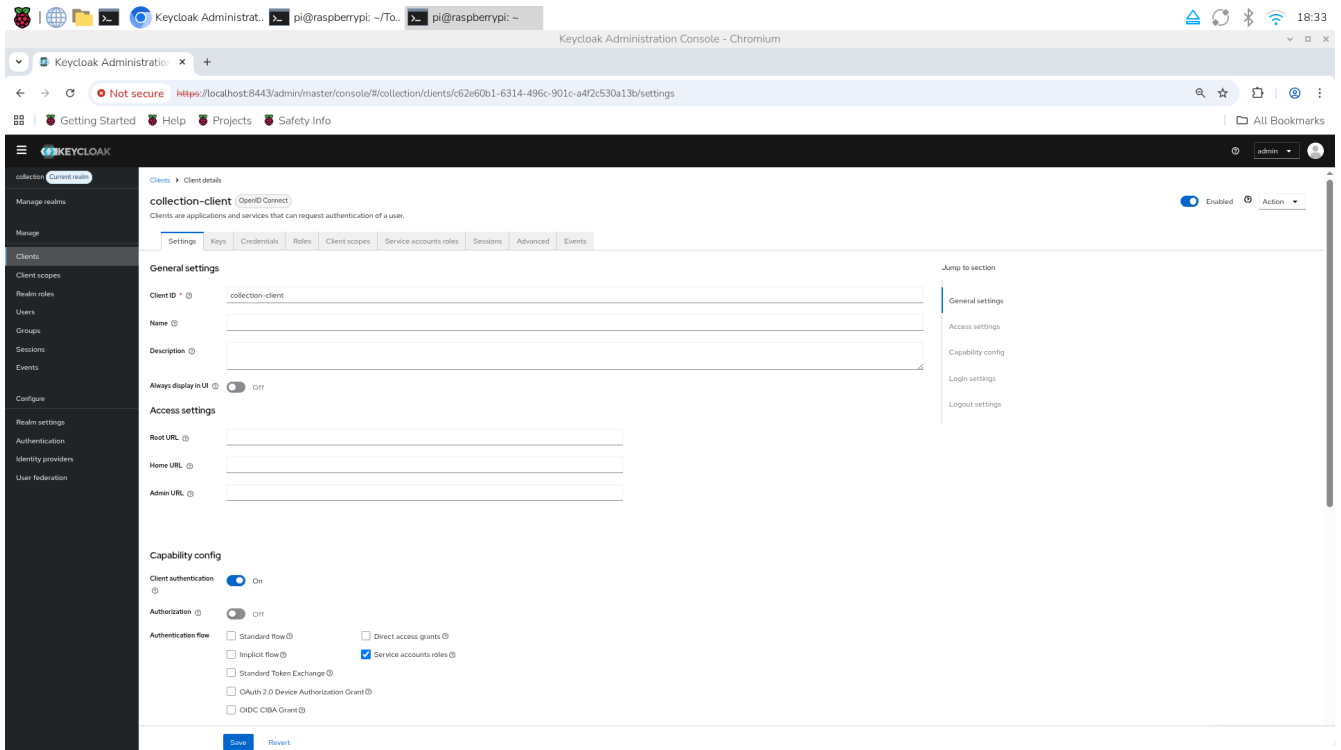 Keycloak Administrat.. pi@raspberrypi: ~/To.. pi@raspberrypi: ~ 18:33
Keycloak Administration Console - Chromium
Keycloak Administration
Not secure https://localhost:8443/admin/master/console/#/collection/clients/c62e60b1-6314-496c-901c-a4f2c530a13b/settings
Getting Started Help Projects Safety Info All Bookmarks
KEYCLOAK admin
collection Current realm
Manage realms
Manage
Clients
Client scopes
Realm roles
Users
Groups
Sessions
Events
Configure
Realm settings
Authentication
Identity providers
User federation
Clients > Client details
collection-client OpenID Connect Enabled Action
Clients are applications and services that can request authentication of a user.
Settings Keys Credentials Roles Client scopes Service accounts roles Sessions Advanced Events
General settings
Client ID * collection-client
Name
Description
Always display in UI Off
Access settings
Root URL
Home URL
Admin URL
Capability config
Client authentication On
Authorization Off
Authentication flow Standard flow Direct access grants
Implicit flow Service accounts roles
Standard Token Exchange
OAuth 2.0 Device Authorization Grant
OIDC CIBA Grant
Save Revert
Jump to section
General settings
Access settings
Capability config
Login settings
Logout settings